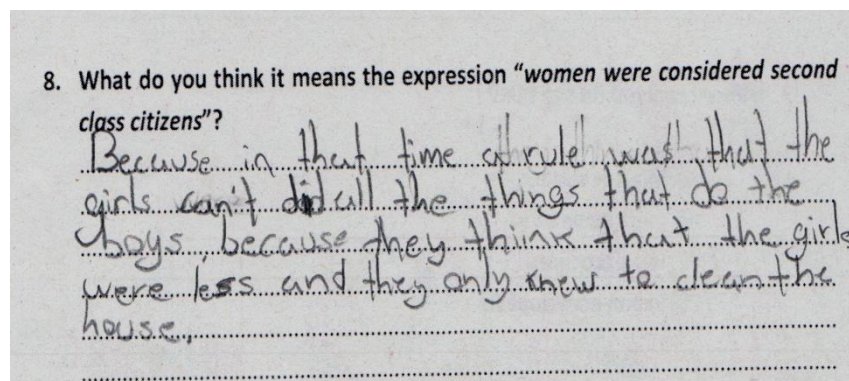 8. What do you think it means the expression "women were considered second
class citizens"?
Because in that time a rule was that the
girls can't did all the things that do the
boys, because they think that the girls
were less and they only knew to clean the
house.